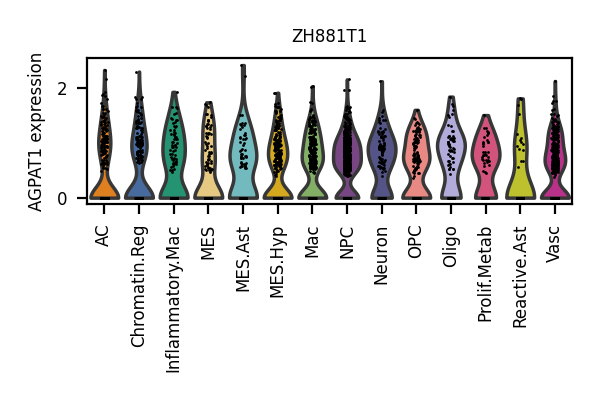 ZH881T1
AGPAT1 expression
2
0
AC
Chromatin.Reg
Inflammatory.Mac
MES
MES.Ast
MES.Hyp
Mac
NPC
Neuron
OPC
Oligo
Prolif.Metab
Reactive.Ast
Vasc